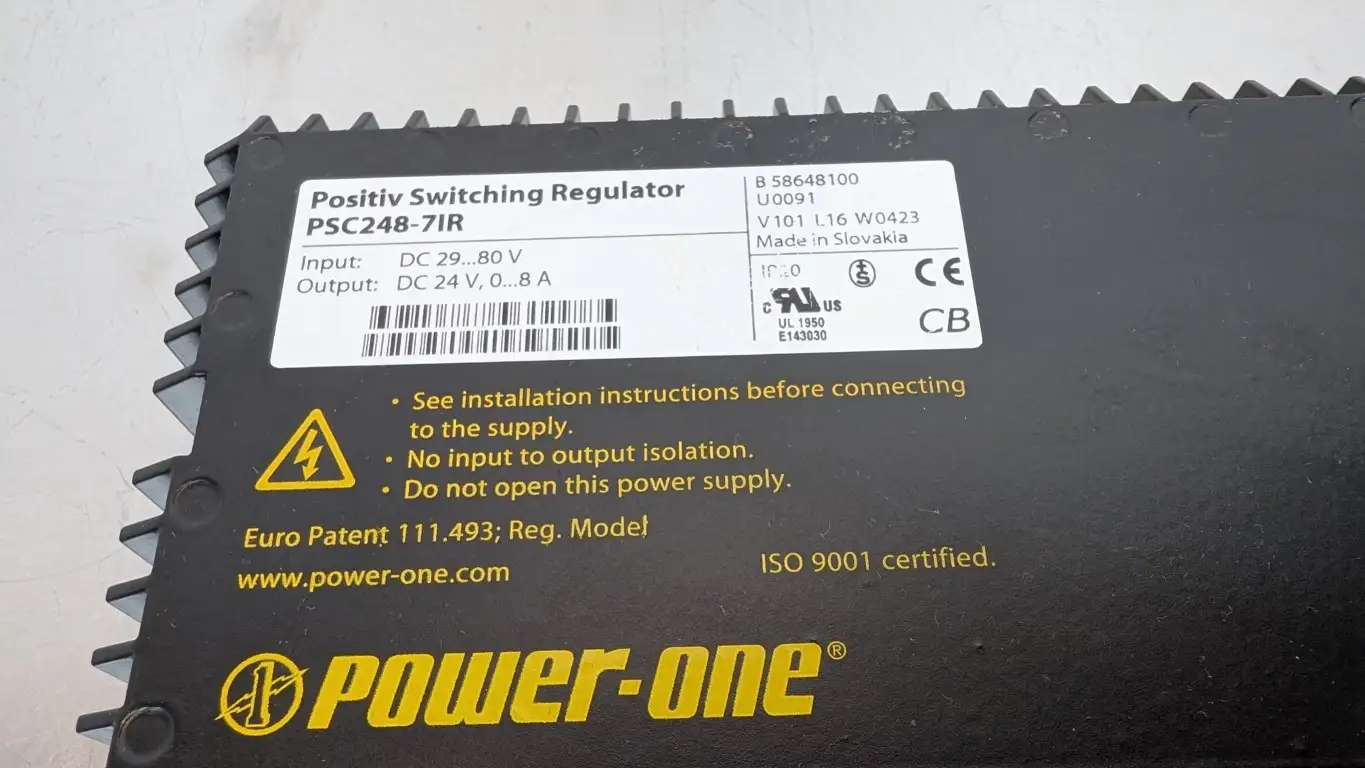 Positiv Switching Regulator
PSC248-7IR
Input: DC 29...80 V
Output: DC 24 V, 0...8 A
B 58648100
U0091
V101 L16 W0423
Made in Slovakia
IP20
S
CE
c RU US
UL 1950
E143030
CB
• See installation instructions before connecting
to the supply.
• No input to output isolation.
• Do not open this power supply.
Euro Patent 111.493; Reg. Model
www.power-one.com
ISO 9001 certified.
1 POWER-ONE®